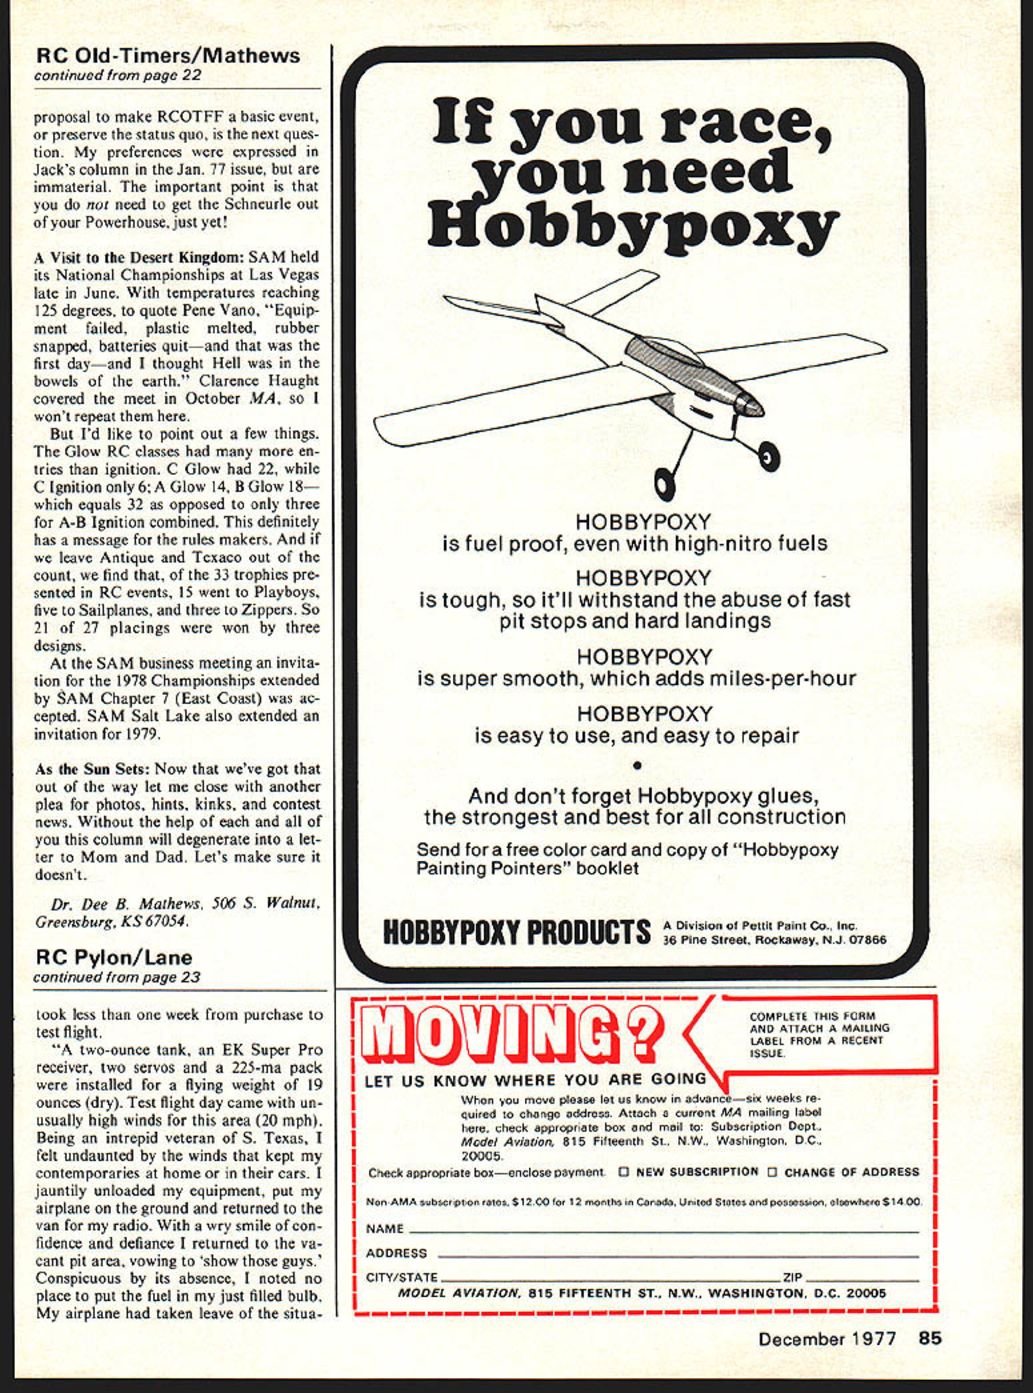 RC Old-Timers/Mathews
continued from page 22
proposal to make RCOTFF a basic event,
or preserve the status quo, is the next ques-
tion. My preferences were expressed in
Jack's column in the Jan. 77 issue, but are
immaterial. The important point is that
you do not need to get the Schneurle out
of your Powerhouse, just yet!
A Visit to the Desert Kingdom: SAM held
its National Championships at Las Vegas
late in June. With temperatures reaching
125 degrees, to quote Pene Vano, "Equip-
ment failed, plastic melted, rubber
snapped, batteries quit—and that was the
first day—and I thought Hell was in the
bowels of the earth." Clarence Haught
covered the meet in October MA, so I
won't repeat them here.
But I'd like to point out a few things.
The Glow RC classes had many more en-
tries than ignition. C Glow had 22, while
C Ignition only 6; A Glow 14, B Glow 18—
which equals 32 as opposed to only three
for A-B Ignition combined. This definitely
has a message for the rules makers. And if
we leave Antique and Texaco out of the
count, we find that, of the 33 trophies pre-
sented in RC events, 15 went to Playboys,
five to Sailplanes, and three to Zippers. So
21 of 27 placings were won by three
designs.
At the SAM business meeting an invita-
tion for the 1978 Championships extended
by SAM Chapter 7 (East Coast) was ac-
cepted. SAM Salt Lake also extended an
invitation for 1979.
As the Sun Sets: Now that we've got that
out of the way let me close with another
plea for photos, hints, kinks, and contest
news. Without the help of each and all of
you this column will degenerate into a let-
ter to Mom and Dad. Let's make sure it
doesn't.
Dr. Dee B. Mathews, 506 S. Walnut,
Greensburg, KS 67054.
RC Pylon/Lane
continued from page 23
took less than one week from purchase to
test flight.
"A two-ounce tank, an EK Super Pro
receiver, two servos and a 225-ma pack
were installed for a flying weight of 19
ounces (dry). Test flight day came with un-
usually high winds for this area (20 mph).
Being an intrepid veteran of S. Texas, I
felt undaunted by the winds that kept my
contemporaries at home or in their cars. I
jauntily unloaded my equipment, put my
airplane on the ground and returned to the
van for my radio. With a wry smile of con-
fidence and defiance I returned to the va-
cant pit area, vowing to 'show those guys.'
Conspicuous by its absence, I noted no
place to put the fuel in my just filled bulb.
My airplane had taken leave of the situa-
If you race,
you need
Hobbypoxy
HOBBYPOXY
is fuel proof, even with high-nitro fuels
HOBBYPOXY
is tough, so it'll withstand the abuse of fast
pit stops and hard landings
HOBBYPOXY
is super smooth, which adds miles-per-hour
HOBBYPOXY
is easy to use, and easy to repair
•
And don't forget Hobbypoxy glues,
the strongest and best for all construction
Send for a free color card and copy of "Hobbypoxy
Painting Pointers" booklet
HOBBYPOXY PRODUCTS
A Division of Pettit Paint Co., Inc.
36 Pine Street, Rockaway, N.J. 07866
MOVING?
COMPLETE THIS FORM
AND ATTACH A MAILING
LABEL FROM A RECENT
ISSUE.
LET US KNOW WHERE YOU ARE GOING
When you move please let us know in advance—six weeks re-
quired to change address. Attach a current MA mailing label
here, check appropriate box and mail to: Subscription Dept.,
Model Aviation, 815 Fifteenth St., N.W., Washington, D.C.,
20005.
Check appropriate box—enclose payment. ☐ NEW SUBSCRIPTION ☐ CHANGE OF ADDRESS
Non-AMA subscription rates, $12.00 for 12 months in Canada, United States and possession, elsewhere $14.00.
NAME
ADDRESS
CITY/STATE ZIP
MODEL AVIATION, 815 FIFTEENTH ST., N.W., WASHINGTON, D.C. 20005
December 1977 85